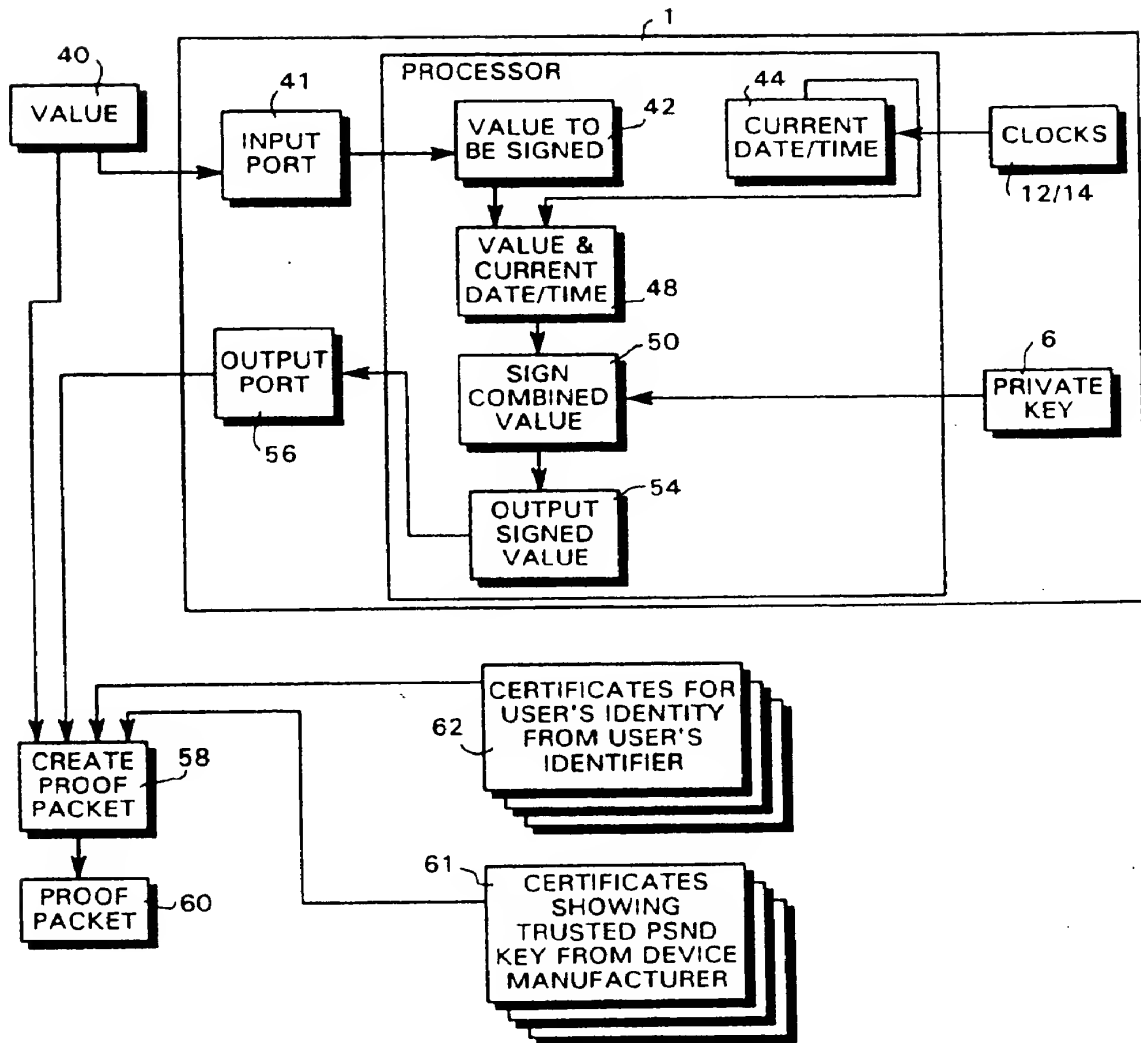 1
40
VALUE
41
INPUT
PORT
PROCESSOR
42
VALUE TO
BE SIGNED
44
CURRENT
DATE/TIME
CLOCKS
12/14
VALUE &
CURRENT
DATE/TIME
48
OUTPUT
PORT
56
50
SIGN
COMBINED
VALUE
6
PRIVATE
KEY
54
OUTPUT
SIGNED
VALUE
58
CREATE
PROOF
PACKET
62
CERTIFICATES FOR
USER'S IDENTITY
FROM USER'S
IDENTIFIER
PROOF
PACKET
60
61
CERTIFICATES
SHOWING
TRUSTED PSND
KEY FROM DEVICE
MANUFACTURER